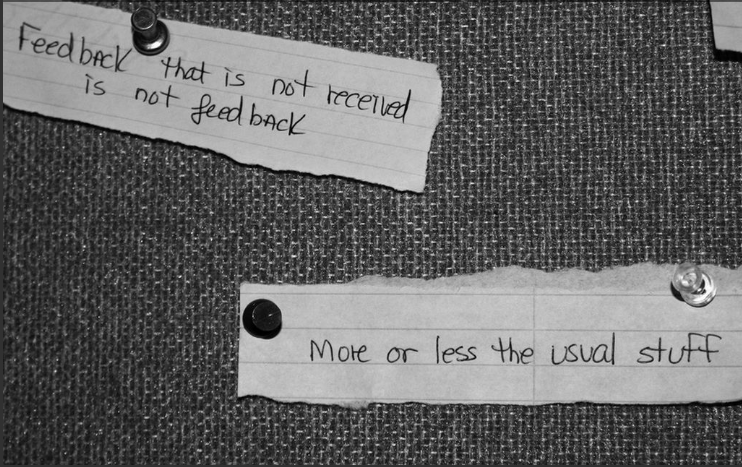 Feedback that is not received
is not feedback
More or less the usual stuff